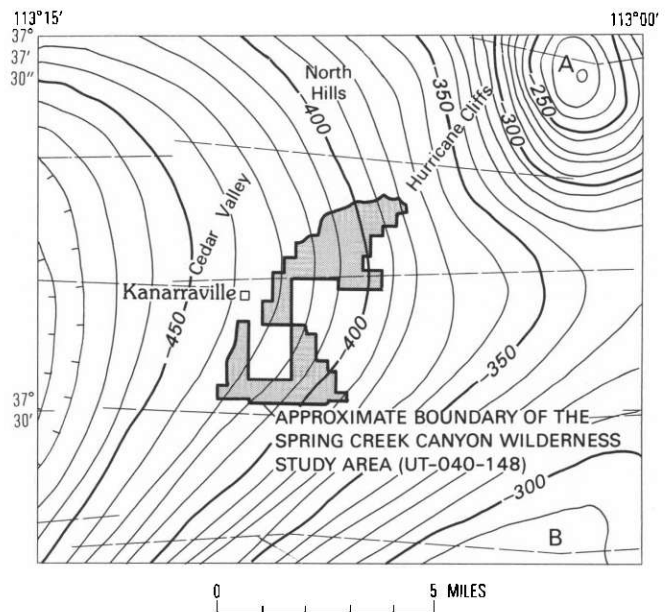 113°15′
113°00′
37°
37′
30″
North
Hills
A
-400
-350
-300
-250
Hurricane Cliffs
Cedar Valley
Kanarraville
-450
-400
-350
37°
30′
APPROXIMATE BOUNDARY OF THE
SPRING CREEK CANYON WILDERNESS
STUDY AREA (UT-040-148)
-300
B
0 5 MILES